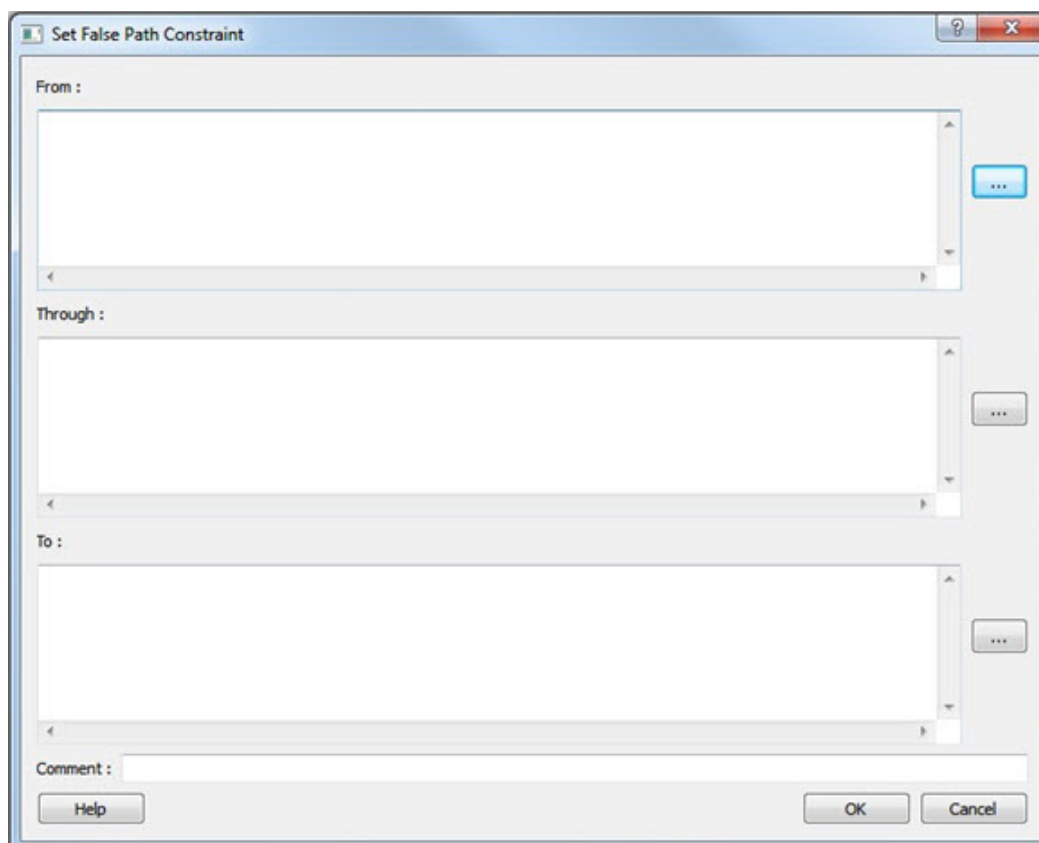 Set False Path Constraint
?
From :
...
Through :
...
To :
...
Comment :
Help
OK
Cancel